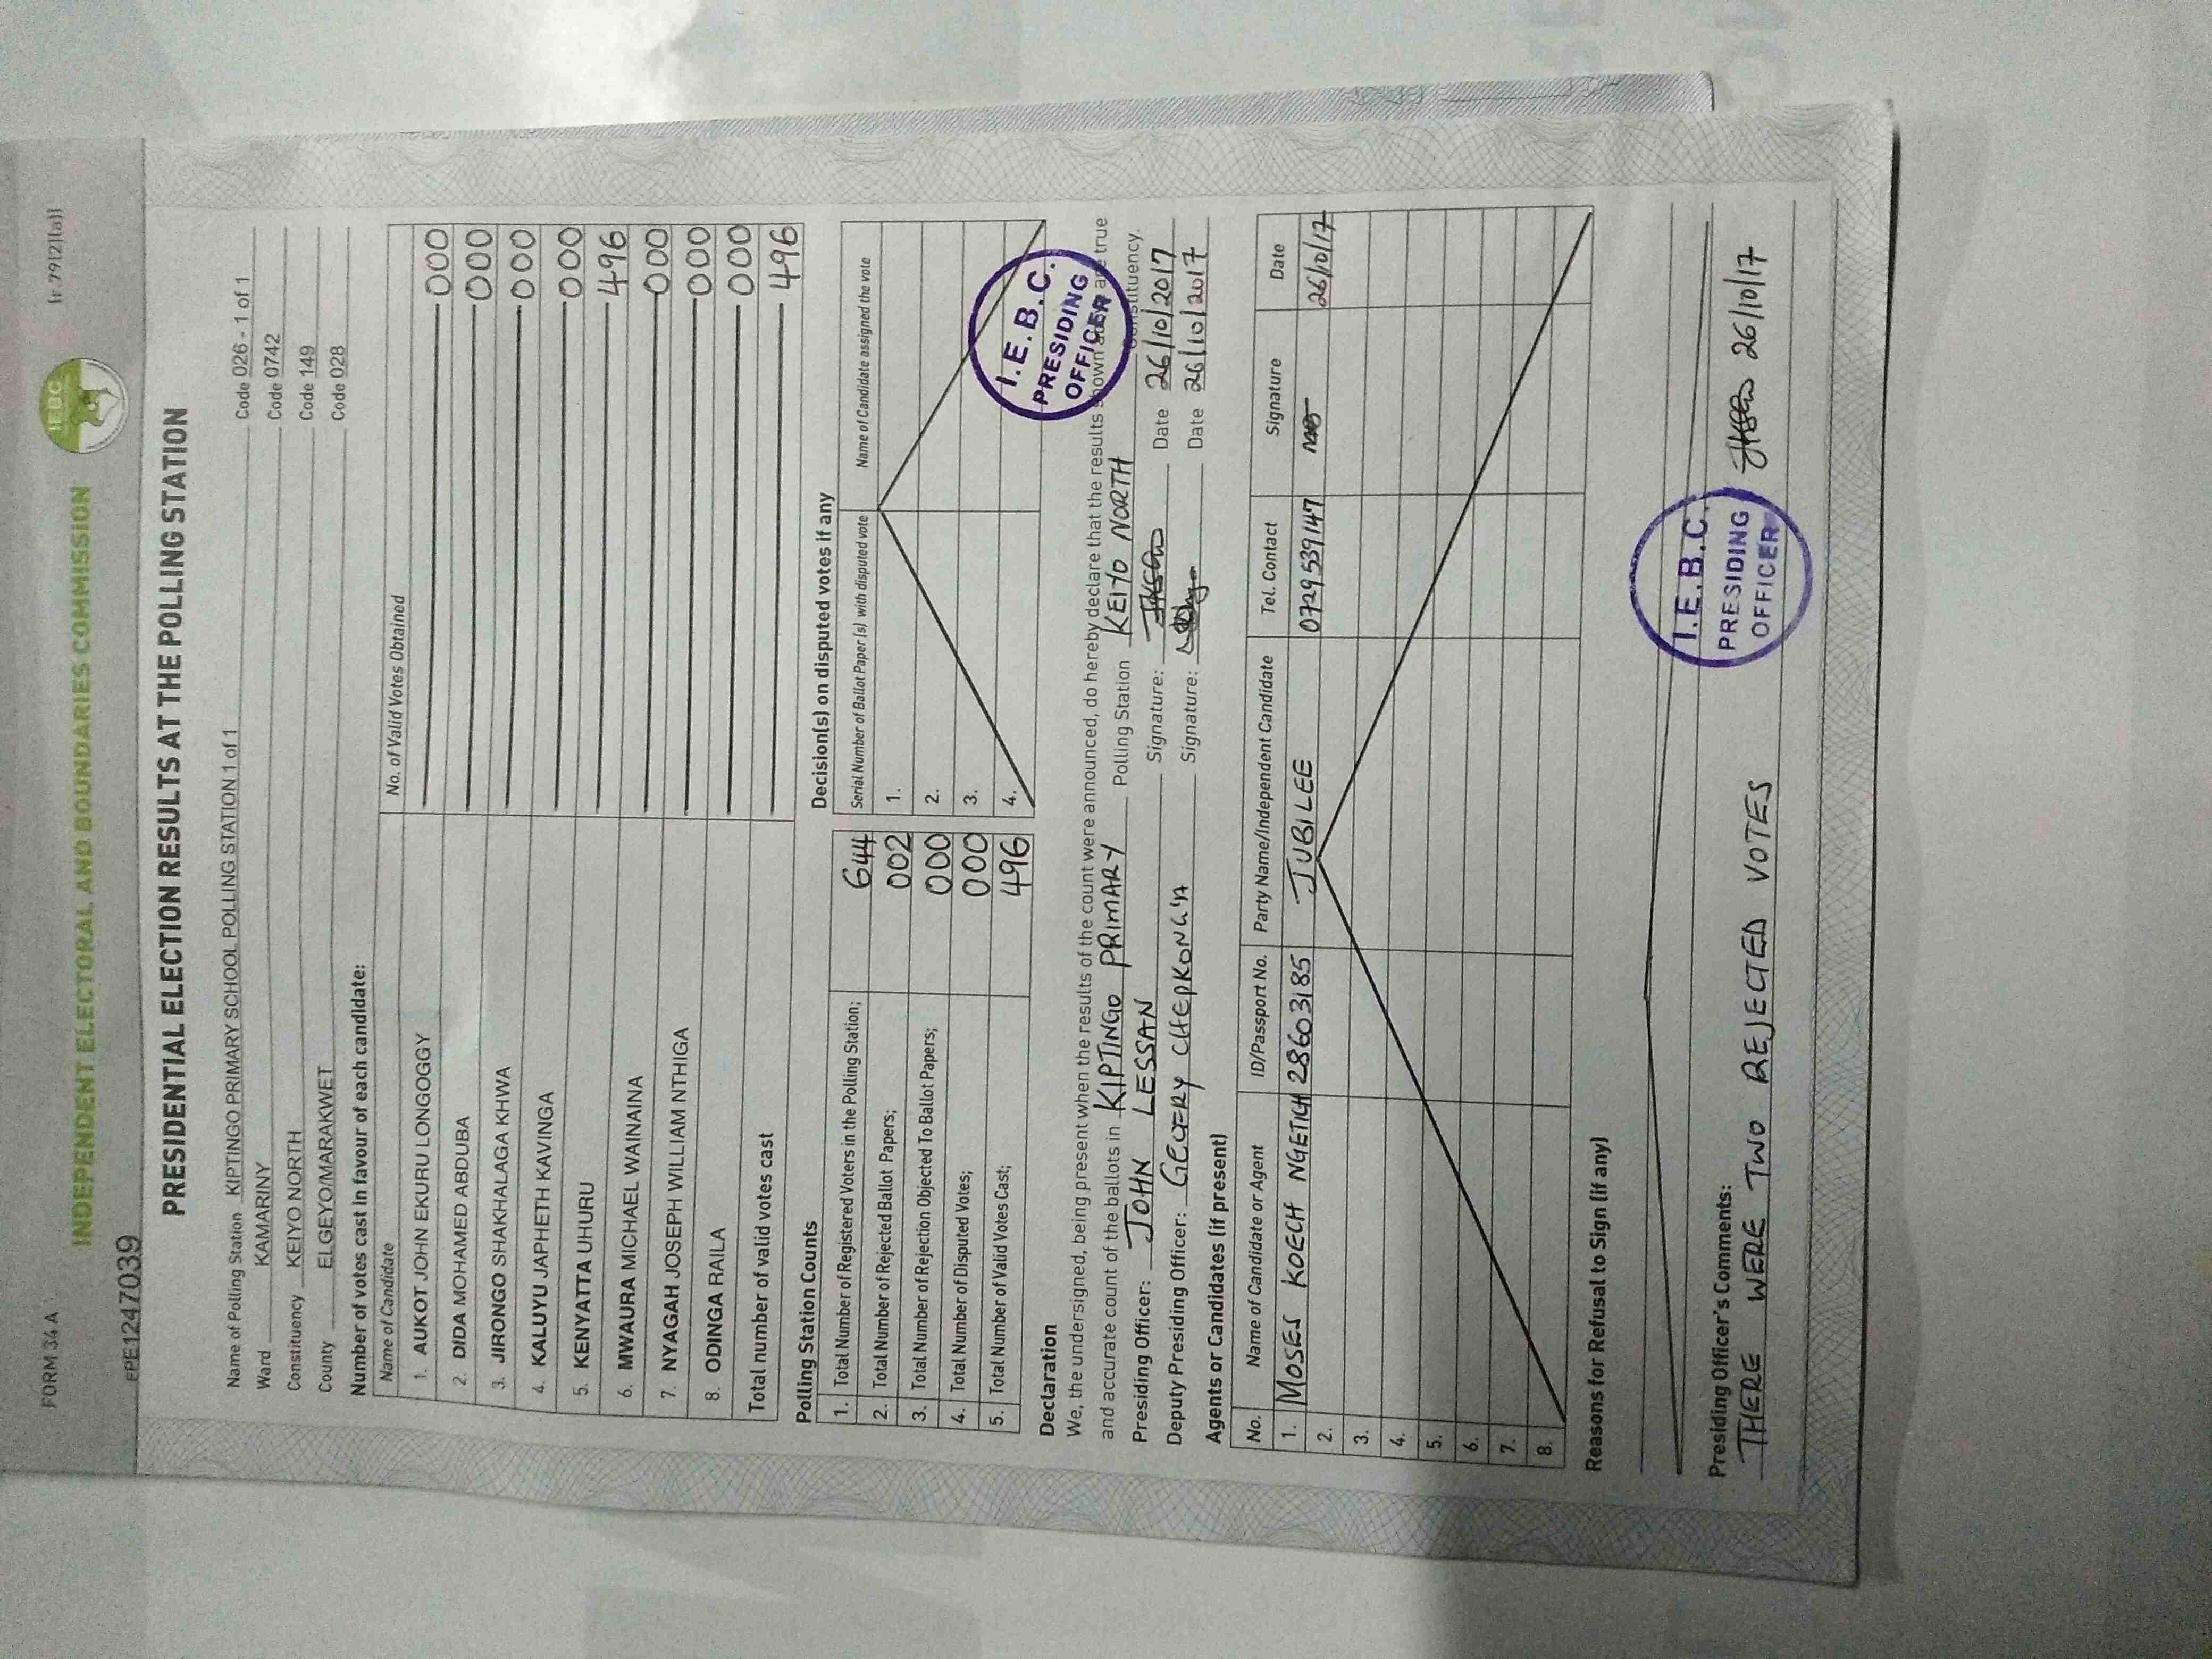 FORM 34 A
(r.79(2)(a))
INDEPENDENT ELECTORAL AND BOUNDARIES COMMISSION
IEBC
EPE1247039
PRESIDENTIAL ELECTION RESULTS AT THE POLLING STATION
Name of Polling Station KIPTINGO PRIMARY SCHOOL POLLING STATION 1 of 1 Code 026 - 1 of 1
Ward KAMARINY Code 0742
Constituency KEIYO NORTH Code 149
County ELGEYO/MARAKWET Code 028
Number of votes cast in favour of each candidate:
Name of Candidate No. of Valid Votes Obtained
1. AUKOT JOHN EKURU LONGOGGY 000
2. DIDA MOHAMED ABDUBA 000
3. JIRONGO SHAKHALAGA KHWA 000
4. KALUYU JAPHETH KAVINGA 000
5. KENYATTA UHURU 496
6. MWAURA MICHAEL WAINAINA 000
7. NYAGAH JOSEPH WILLIAM NTHIGA 000
8. ODINGA RAILA 000
Total number of valid votes cast 496
Polling Station Counts
1. Total Number of Registered Voters in the Polling Station; 644
2. Total Number of Rejected Ballot Papers; 002
3. Total Number of Rejection Objected To Ballot Papers; 000
4. Total Number of Disputed Votes; 000
5. Total Number of Valid Votes Cast; 496
Decision(s) on disputed votes if any
Serial Number of Ballot Paper (s) with disputed vote Name of Candidate assigned the vote
1.
2.
3.
4.
I.E.B.C.
PRESIDING
OFFICER
Declaration
We, the undersigned, being present when the results of the count were announced, do hereby declare that the results shown above are true
and accurate count of the ballots in KIPTINGO PRIMARY Polling Station KEIYO NORTH Constituency.
Presiding Officer: JOHN LESSAN Signature: Date 26/10/2017
Deputy Presiding Officer: CHEPKONG'A Signature: Date 26/10/2017
Agents or Candidates (if present)
No. Name of Candidate or Agent ID/Passport No. Party Name/Independent Candidate Tel. Contact Signature Date
1. MOSES KOECH NGETICH 28603185 JUBILEE 0729539147 26/10/17
2.
3.
4.
5.
6.
7.
8.
Reasons for Refusal to Sign (if any)
Presiding Officer's Comments:
THERE WERE TWO REJECTED VOTES 26/10/17
I.E.B.C.
PRESIDING
OFFICER